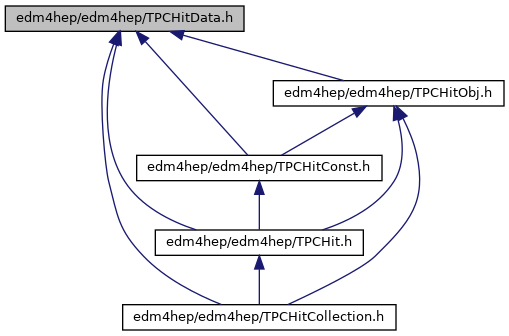 edm4hep/edm4hep/TPCHitData.h
edm4hep/edm4hep/TPCHitObj.h
edm4hep/edm4hep/TPCHitConst.h
edm4hep/edm4hep/TPCHit.h
edm4hep/edm4hep/TPCHitCollection.h